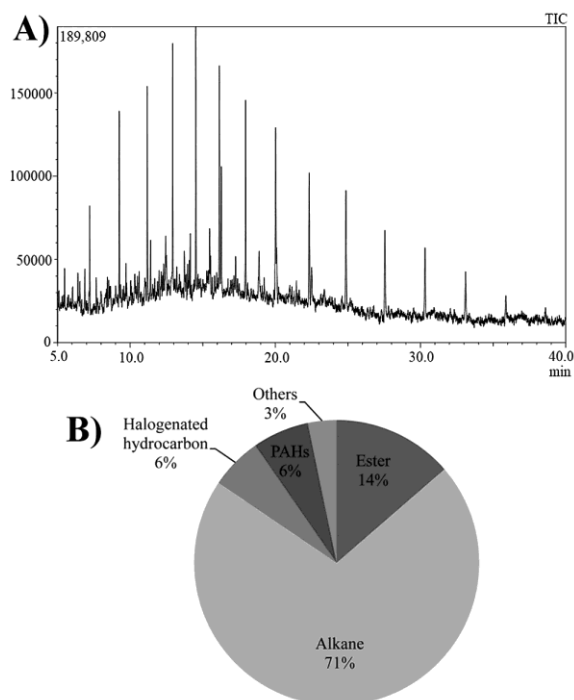 A)
TIC
189,809
150000
100000
50000
0
5.0 10.0 20.0 30.0 40.0
min
B)
Others
3%
Halogenated
hydrocarbon
6%
PAHs
6%
Ester
14%
Alkane
71%